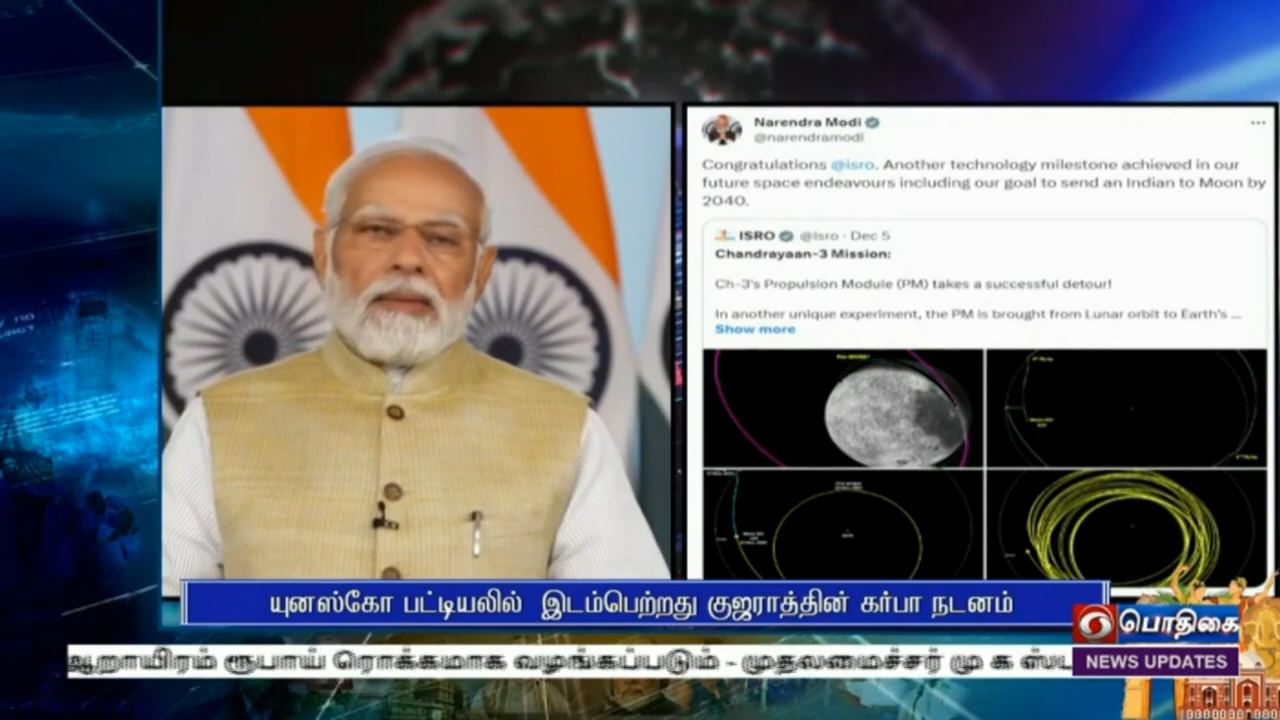 Narendra Modi
@narendramodi
Congratulations @isro. Another technology milestone achieved in our
future space endeavours including our goal to send an Indian to Moon by
2040.
ISRO @isro · Dec 5
Chandrayaan-3 Mission:
Ch-3's Propulsion Module (PM) takes a successful detour!
In another unique experiment, the PM is brought from Lunar orbit to Earth's ...
Show more
யுனஸ்கோ பட்டியலில் இடம்பெற்றது குஜராத்தின் கர்பா நடனம்
பொதிகை
ஆறாயிரம் ரூபாய் ரொக்கமாக வழங்கப்படும் - முதலமைச்சர் மு க ஸ்ட
NEWS UPDATES